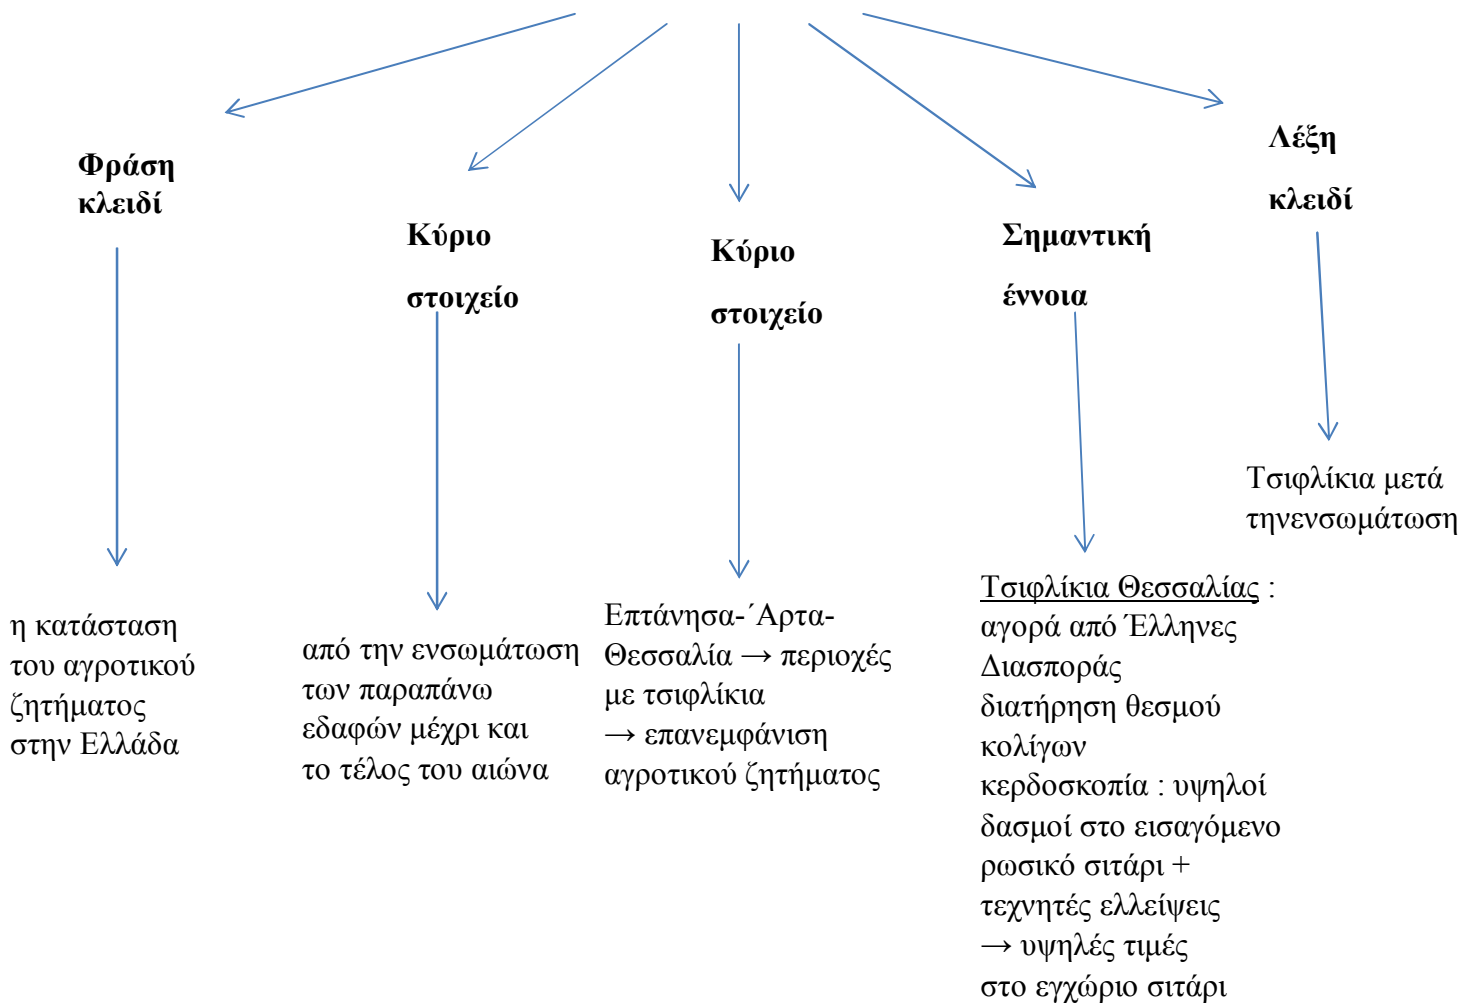 Φράση
κλειδί
Κύριο
στοιχείο
Κύριο
στοιχείο
Σημαντική
έννοια
Λέξη
κλειδί
η κατάσταση
του αγροτικού
ζητήματος
στην Ελλάδα
από την ενσωμάτωση
των παραπάνω
εδαφών μέχρι και
το τέλος του αιώνα
Επτάνησα-΄Αρτα-
Θεσσαλία → περιοχές
με τσιφλίκια
→ επανεμφάνιση
αγροτικού ζητήματος
Τσιφλίκια Θεσσαλίας :
αγορά από Έλληνες
Διασποράς
διατήρηση θεσμού
κολίγων
κερδοσκοπία : υψηλοί
δασμοί στο εισαγόμενο
ρωσικό σιτάρι +
τεχνητές ελλείψεις
→ υψηλές τιμές
στο εγχώριο σιτάρι
Τσιφλίκια μετά
τηνενσωμάτωση